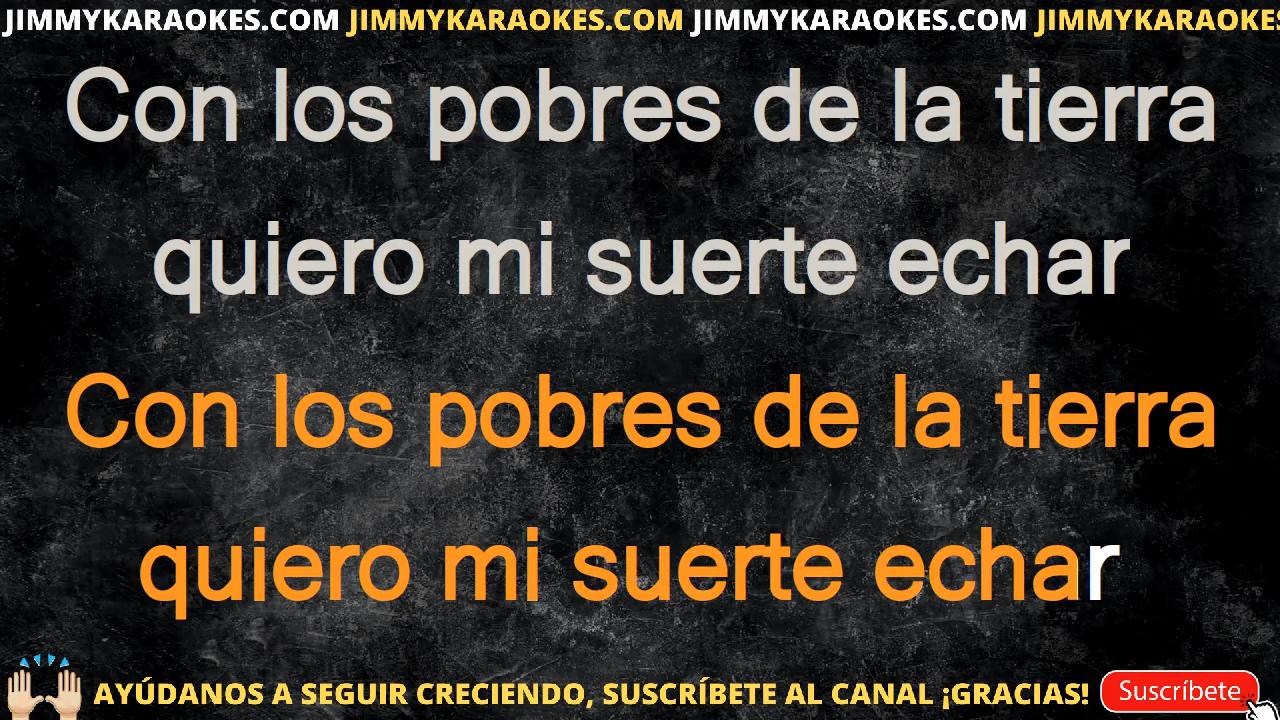 JIMMYKARAOKES.COM JIMMYKARAOKES.COM JIMMYKARAOKES.COM JIMMYKARAOKES
Con los pobres de la tierra
quiero mi suerte echar
Con los pobres de la tierra
quiero mi suerte echar
AYÚDANOS A SEGUIR CRECIENDO, SUSCRÍBETE AL CANAL ¡GRACIAS! Suscríbete